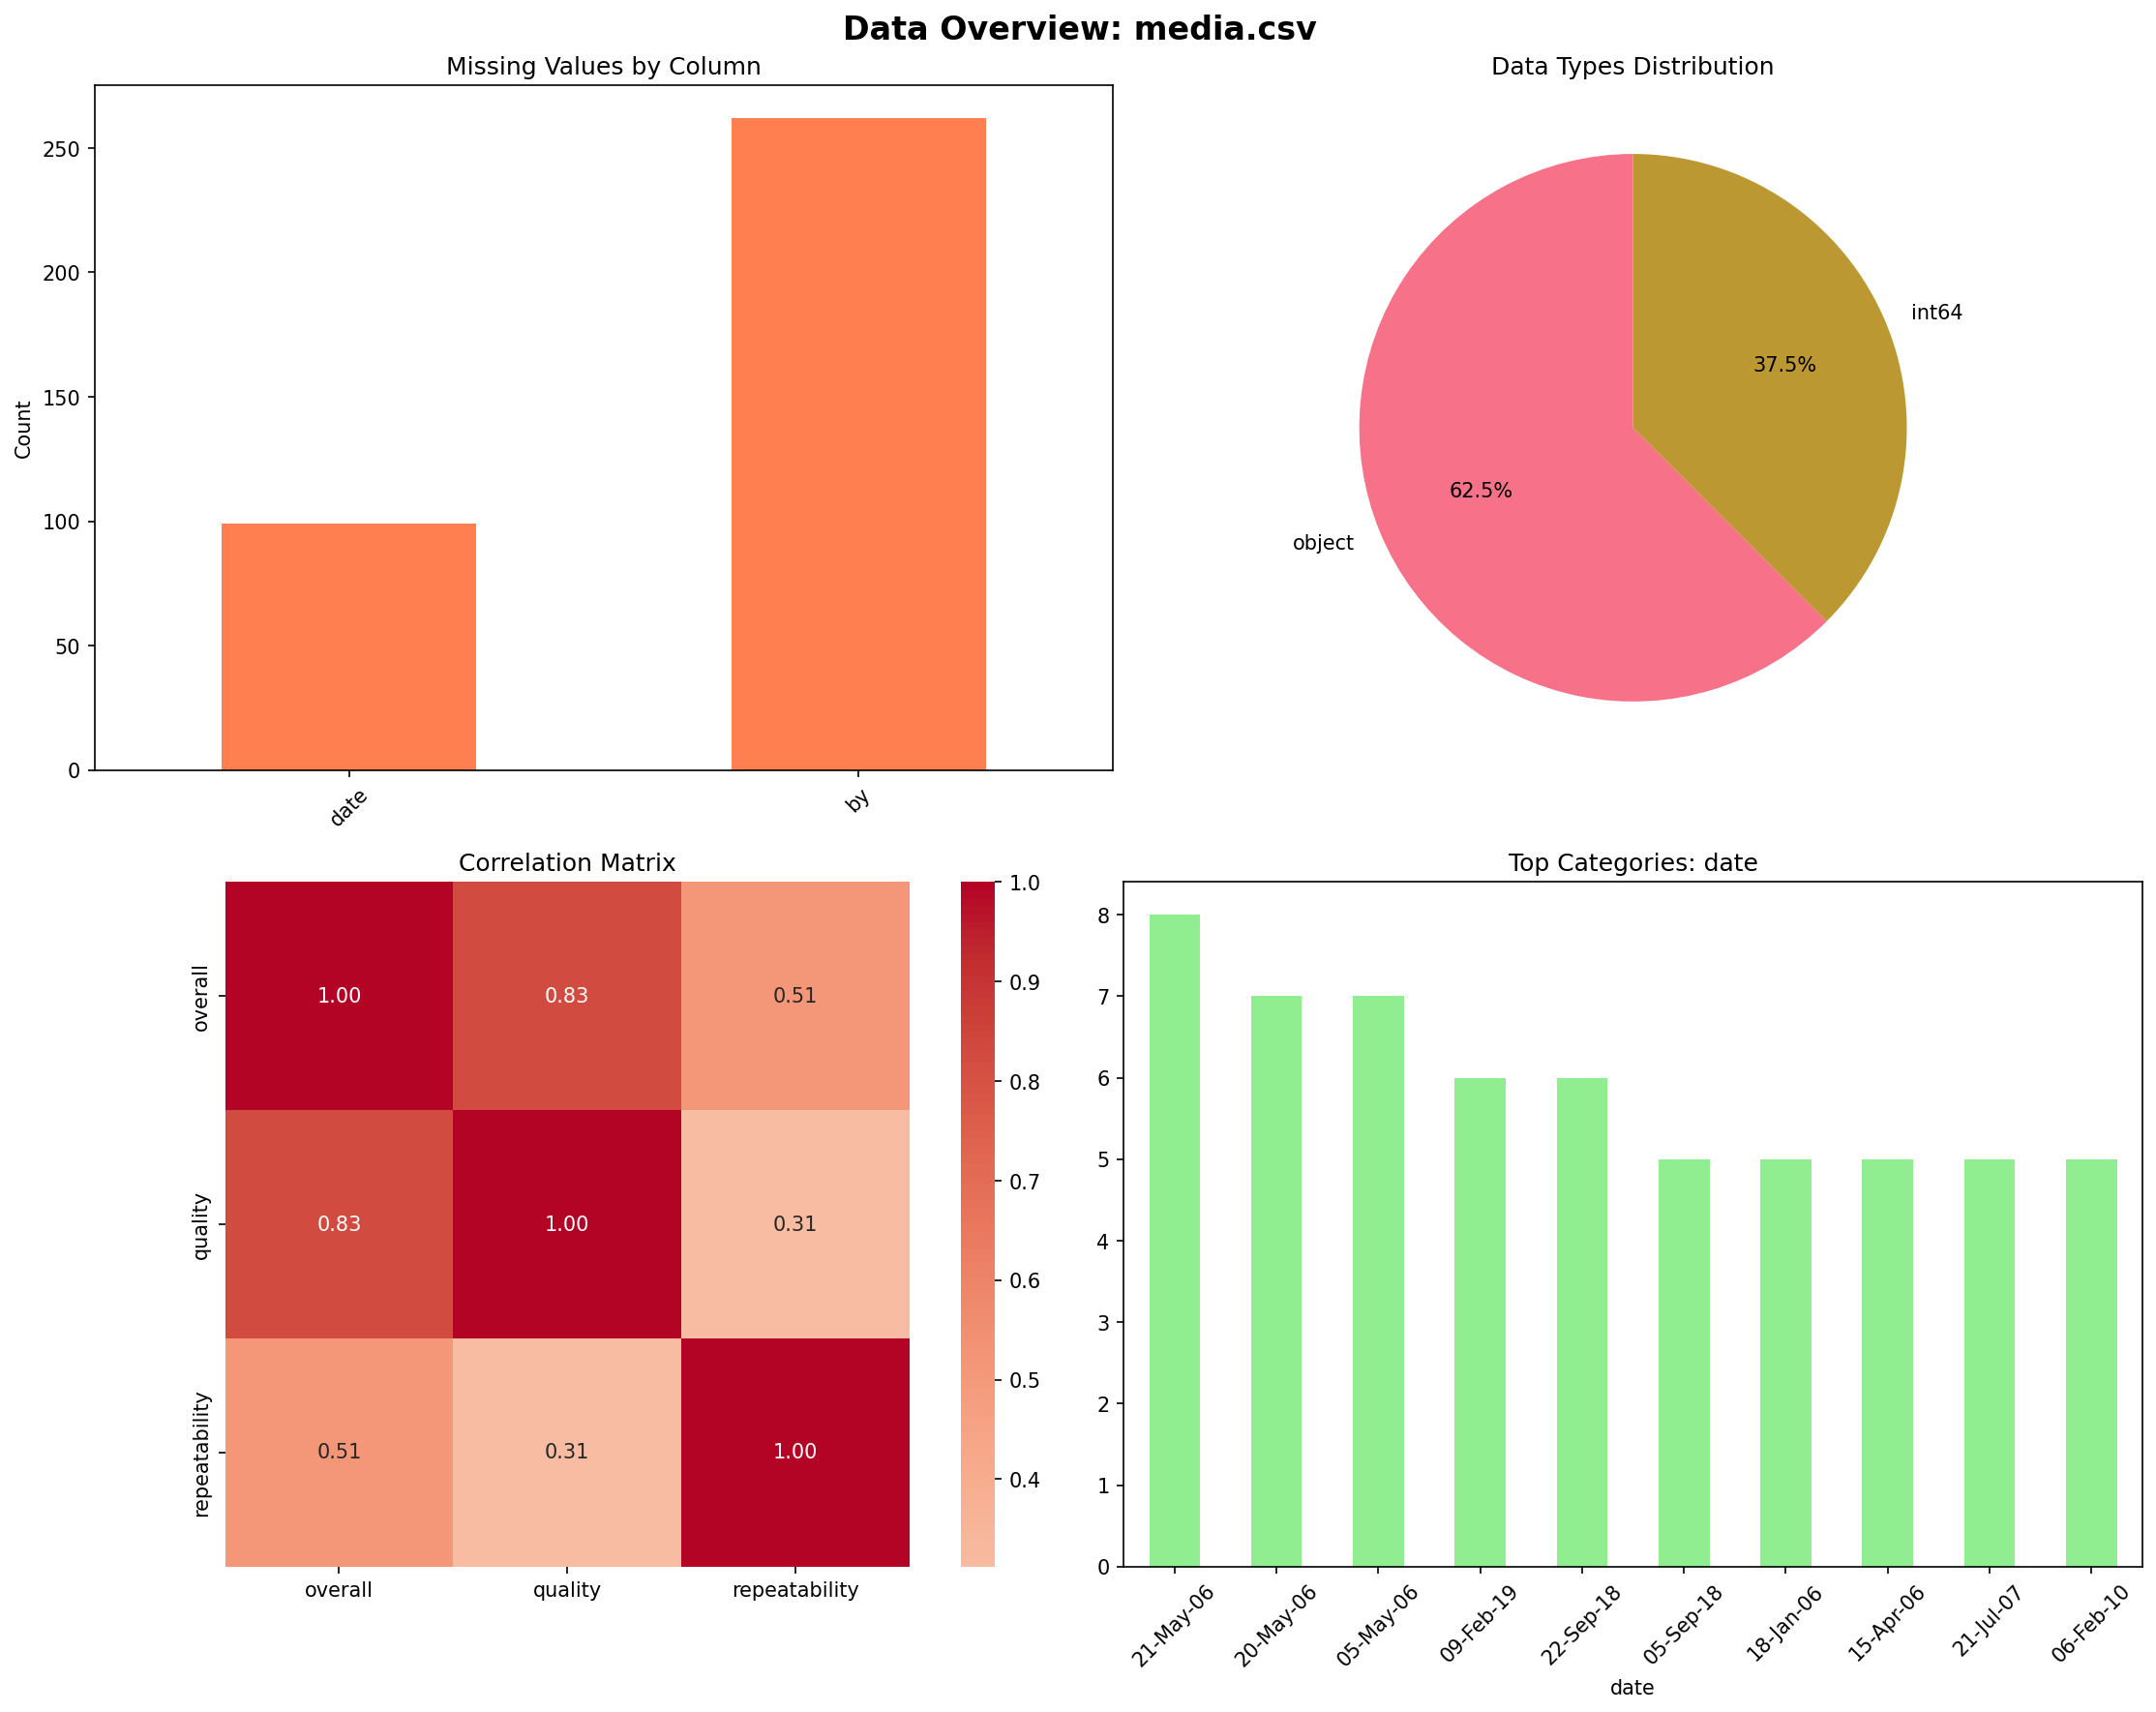 Data Overview: media.csv
Missing Values by Column
Count
250
200
150
100
50
0
date
by
Data Types Distribution
int64
37.5%
62.5%
object
Correlation Matrix
overall
quality
repeatability
1.00 0.83 0.51
0.83 1.00 0.31
0.51 0.31 1.00
overall quality repeatability
1.0
0.9
0.8
0.7
0.6
0.5
0.4
Top Categories: date
8
7
6
5
4
3
2
1
0
21-May-06
20-May-06
05-May-06
09-Feb-19
22-Sep-18
05-Sep-18
18-Jan-06
15-Apr-06
21-Jul-07
06-Feb-10
date